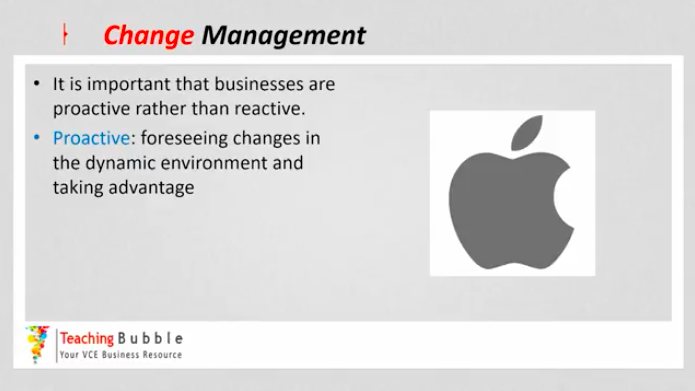 Change Management
• It is important that businesses are
proactive rather than reactive.
• Proactive: foreseeing changes in
the dynamic environment and
taking advantage
Teaching Bubble
Your VCE Business Resource